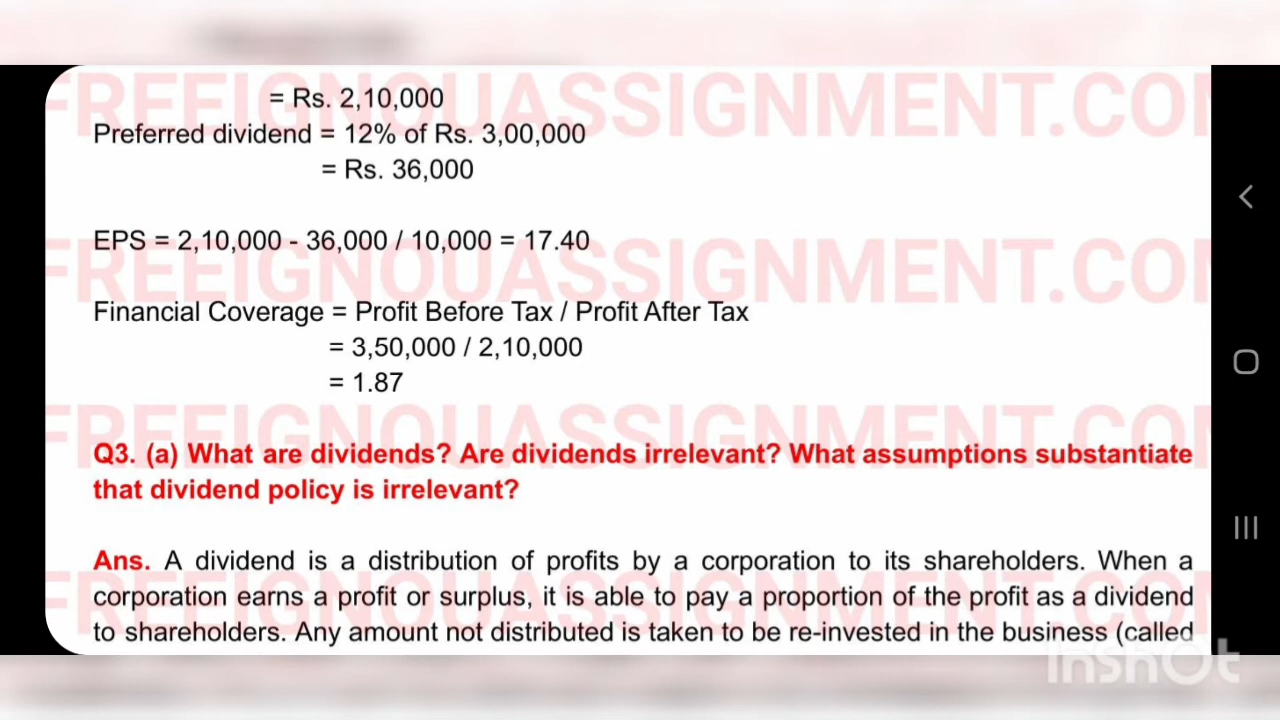 = Rs. 2,10,000
Preferred dividend = 12% of Rs. 3,00,000
= Rs. 36,000
EPS = 2,10,000 - 36,000 / 10,000 = 17.40
Financial Coverage = Profit Before Tax / Profit After Tax
= 3,50,000 / 2,10,000
= 1.87
Q3. (a) What are dividends? Are dividends irrelevant? What assumptions substantiate
that dividend policy is irrelevant?
Ans. A dividend is a distribution of profits by a corporation to its shareholders. When a
corporation earns a profit or surplus, it is able to pay a proportion of the profit as a dividend
to shareholders. Any amount not distributed is taken to be re-invested in the business (called
InShOt